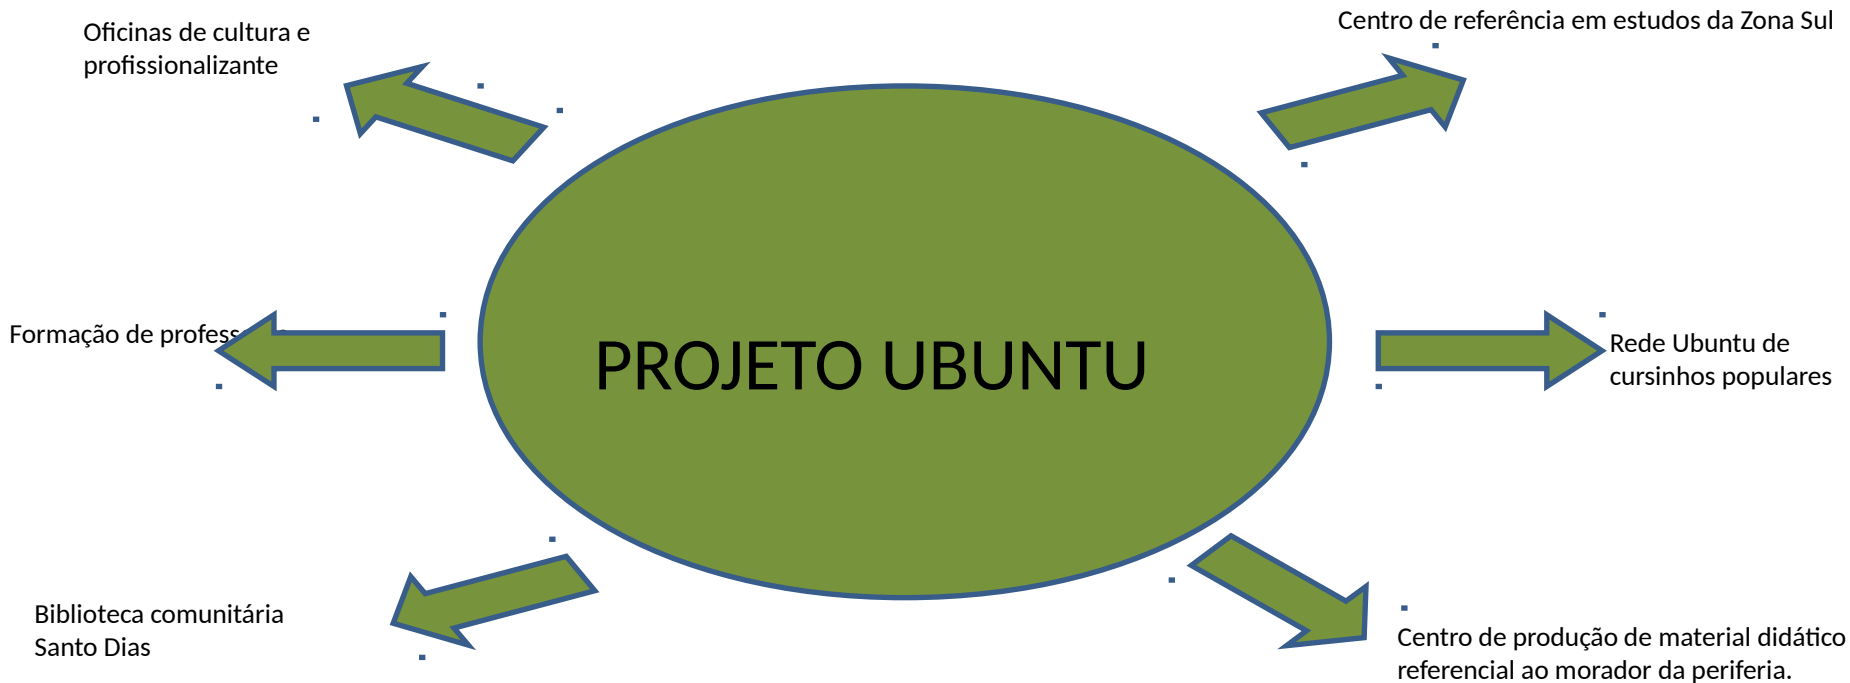 Oficinas de cultura e
profissionalizante
Centro de referência em estudos da Zona Sul
Formação de
PROJETO UBUNTU
Rede Ubuntu de
cursinhos populares
Biblioteca comunitária
Santo Dias
Centro de produção de material didático
referencial ao morador da periferia.